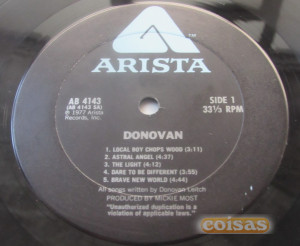 ARISTA™
AB 4143
(AB 4143 SA)
℗ 1977 Arista
Records, Inc.
SIDE 1
33⅓ RPM
DONOVAN
1. LOCAL BOY CHOPS WOOD (3:11)
2. ASTRAL ANGEL (4:37)
3. THE LIGHT (4:12)
4. DARE TO BE DIFFERENT (3:55)
5. BRAVE NEW WORLD (5:44)
All songs written by Donovan Leitch
PRODUCED BY MICKIE MOST
"Unauthorized duplication is a
violation of applicable laws."
coisas